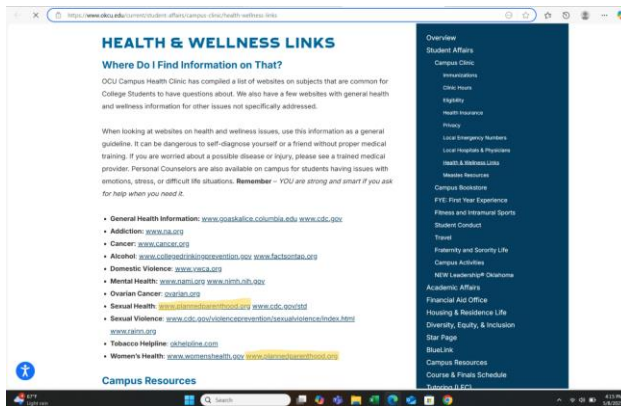 https://www.okcu.edu/current/student-affairs/campus-clinic/health-wellness-links
HEALTH & WELLNESS LINKS
Where Do I Find Information on That?
OCU Campus Health Clinic has compiled a list of websites on subjects that are common for
College Students to have questions about. We also have a few websites with general health
and wellness information for other issues not specifically addressed.
When looking at websites on health and wellness issues, use this information as a general
guideline. It can be dangerous to self-diagnose yourself or a friend without proper medical
training. If you are worried about a possible disease or injury, please see a trained medical
provider. Personal Counselors are also available on campus for students having issues with
emotions, stress, or difficult life situations. Remember – YOU are strong and smart if you ask
for help when you need it.
• General Health Information: www.goaskalice.columbia.edu www.cdc.gov
• Addiction: www.na.org
• Cancer: www.cancer.org
• Alcohol: www.collegedrinkingprevention.gov www.factsontap.org
• Domestic Violence: www.ywca.org
• Mental Health: www.nami.org www.nimh.nih.gov
• Ovarian Cancer: ovarian.org
• Sexual Health: www.plannedparenthood.org www.cdc.gov/std
• Sexual Violence: www.cdc.gov/violenceprevention/sexualviolence/index.html
www.rainn.org
• Tobacco Helpline: okhelpline.com
• Women's Health: www.womenshealth.gov www.plannedparenthood.org
Campus Resources
Overview
Student Affairs
Campus Clinic
Immunizations
Clinic Hours
Eligibility
Health Insurance
Privacy
Local Emergency Numbers
Local Hospitals & Physicians
Health & Wellness Links
Measles Resources
Campus Bookstore
FYE: First Year Experience
Fitness and Intramural Sports
Student Conduct
Travel
Fraternity and Sorority Life
Campus Activities
NEW Leadership® Oklahoma
Academic Affairs
Financial Aid Office
Housing & Residence Life
Diversity, Equity, & Inclusion
Star Page
BlueLink
Campus Resources
Course & Finals Schedule
Tutoring (LEC)
67°F
Light rain
Search
4:15 PM